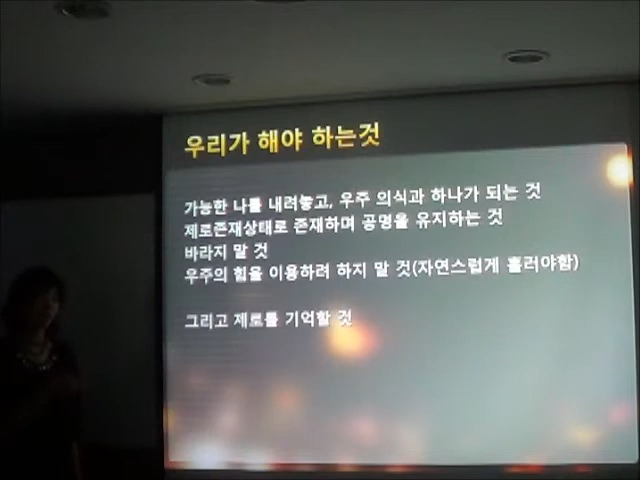 우리가 해야 하는것
가능한 나를 내려놓고, 우주 의식과 하나가 되는 것
제로존재상태로 존재하며 공명을 유지하는 것
바라지 말 것
우주의 힘을 이용하려 하지 말 것(자연스럽게 흘러야함)
그리고 제로를 기억할 것